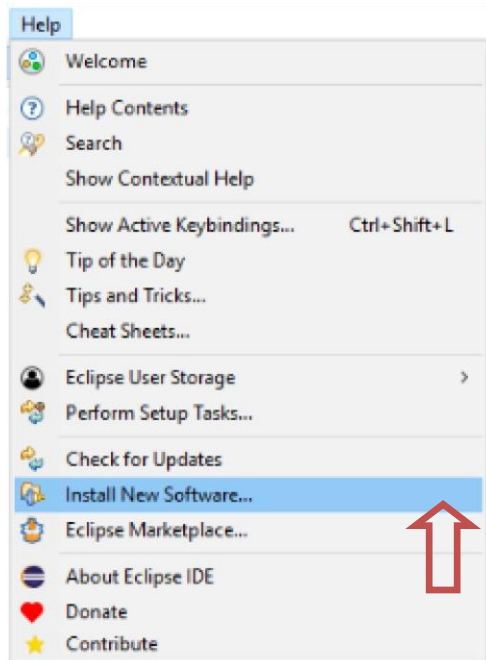 Help
Welcome
Help Contents
Search
Show Contextual Help
Show Active Keybindings... Ctrl+Shift+L
Tip of the Day
Tips and Tricks...
Cheat Sheets...
Eclipse User Storage
Perform Setup Tasks...
Check for Updates
Install New Software...
Eclipse Marketplace...
About Eclipse IDE
Donate
Contribute